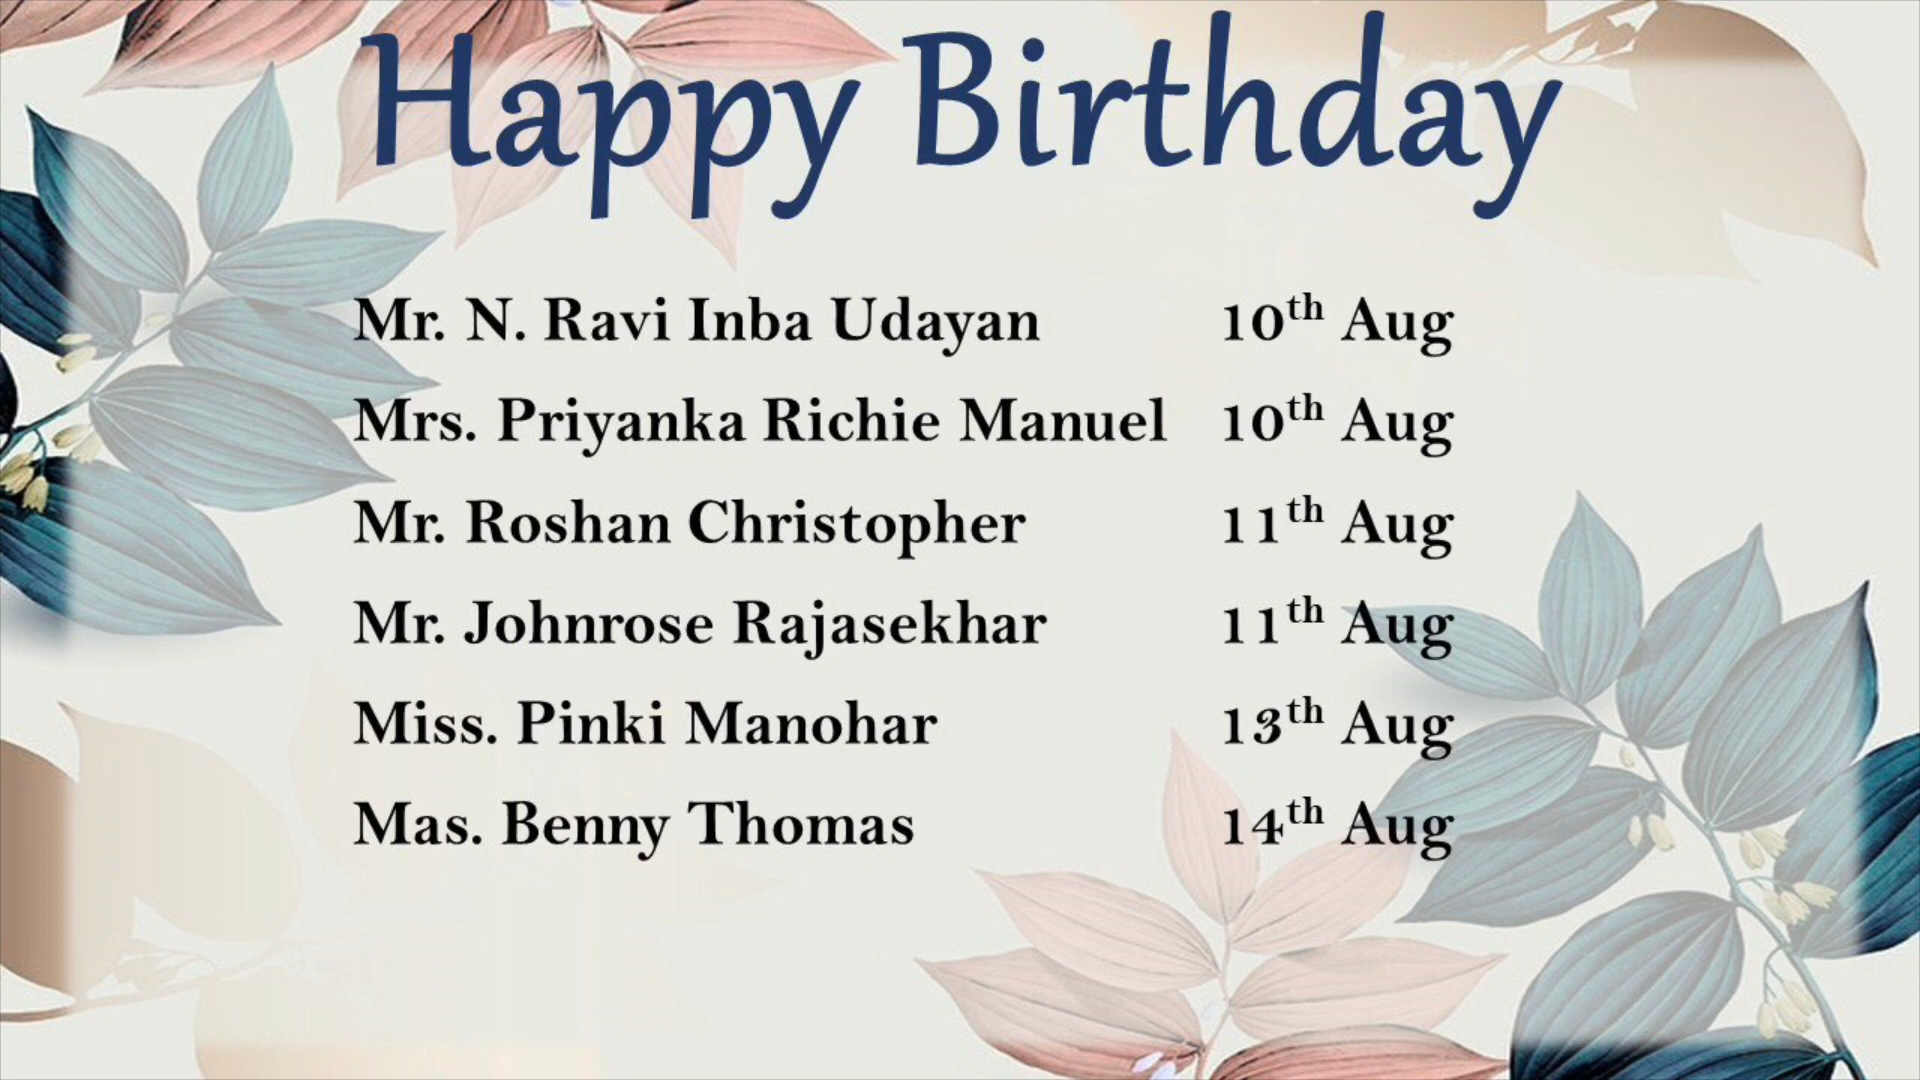 Happy Birthday
Mr. N. Ravi Inba Udayan 10th Aug
Mrs. Priyanka Richie Manuel 10th Aug
Mr. Roshan Christopher 11th Aug
Mr. Johnrose Rajasekhar 11th Aug
Miss. Pinki Manohar 13th Aug
Mas. Benny Thomas 14th Aug